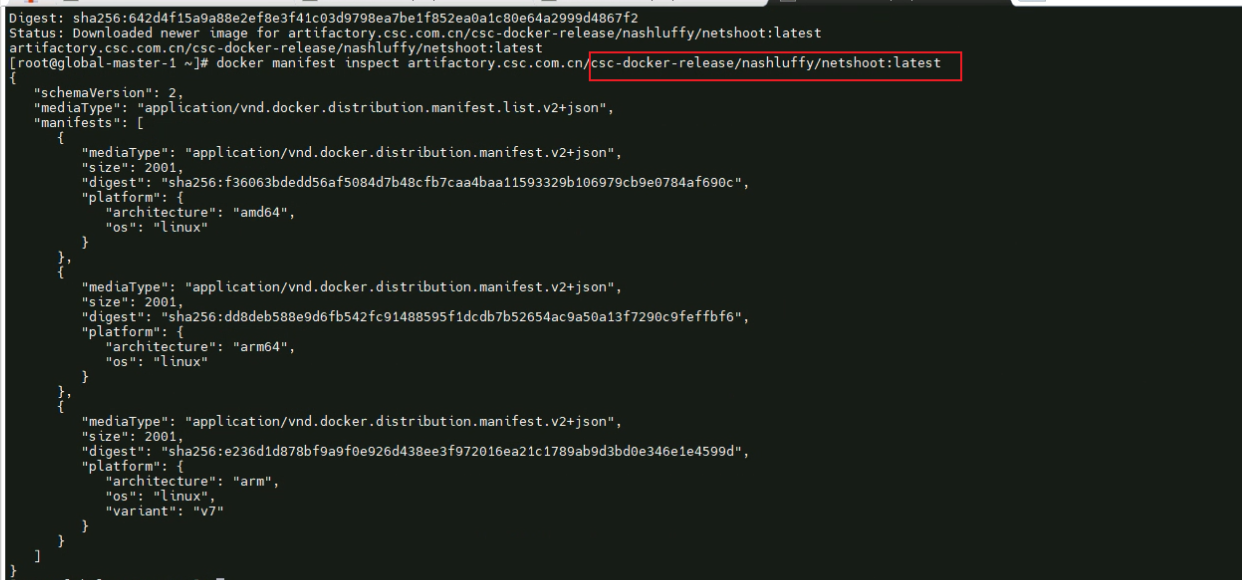 Digest: sha256:642d4f15a9a88e2ef8e3f41c03d9798ea7be1f852ea0a1c80e64a2999d4867f2
Status: Downloaded newer image for artifactory.csc.com.cn/csc-docker-release/nashluffy/netshoot:latest
artifactory.csc.com.cn/csc-docker-release/nashluffy/netshoot:latest
[root@global-master-1 ~]# docker manifest inspect artifactory.csc.com.cn/csc-docker-release/nashluffy/netshoot:latest
{
   "schemaVersion": 2,
   "mediaType": "application/vnd.docker.distribution.manifest.list.v2+json",
   "manifests": [
      {
         "mediaType": "application/vnd.docker.distribution.manifest.v2+json",
         "size": 2001,
         "digest": "sha256:f36063bdedd56af5084d7b48cfb7caa4baa11593329b106979cb9e0784af690c",
         "platform": {
            "architecture": "amd64",
            "os": "linux"
         }
      },
      {
         "mediaType": "application/vnd.docker.distribution.manifest.v2+json",
         "size": 2001,
         "digest": "sha256:dd8deb588e9d6fb542fc91488595f1dcdb7b52654ac9a50a13f7290c9feffbf6",
         "platform": {
            "architecture": "arm64",
            "os": "linux"
         }
      },
      {
         "mediaType": "application/vnd.docker.distribution.manifest.v2+json",
         "size": 2001,
         "digest": "sha256:e236d1d878bf9a9f0e926d438ee3f972016ea21c1789ab9d3bd0e346e1e4599d",
         "platform": {
            "architecture": "arm",
            "os": "linux",
            "variant": "v7"
         }
      }
   ]
}